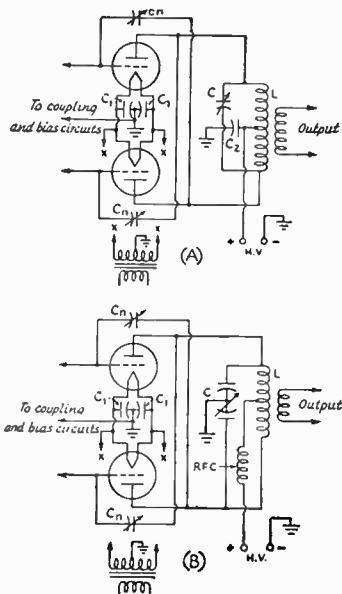 Cn
C1 C1
To coupling
and bias circuits
x x
C
L
C2
Output
Cn
x x
+ H.V. -
(A)
Cn
C1 C1
To coupling
and bias circuits
x x
C
L
Output
RFC
Cn
x x
+ H.V. -
(B)